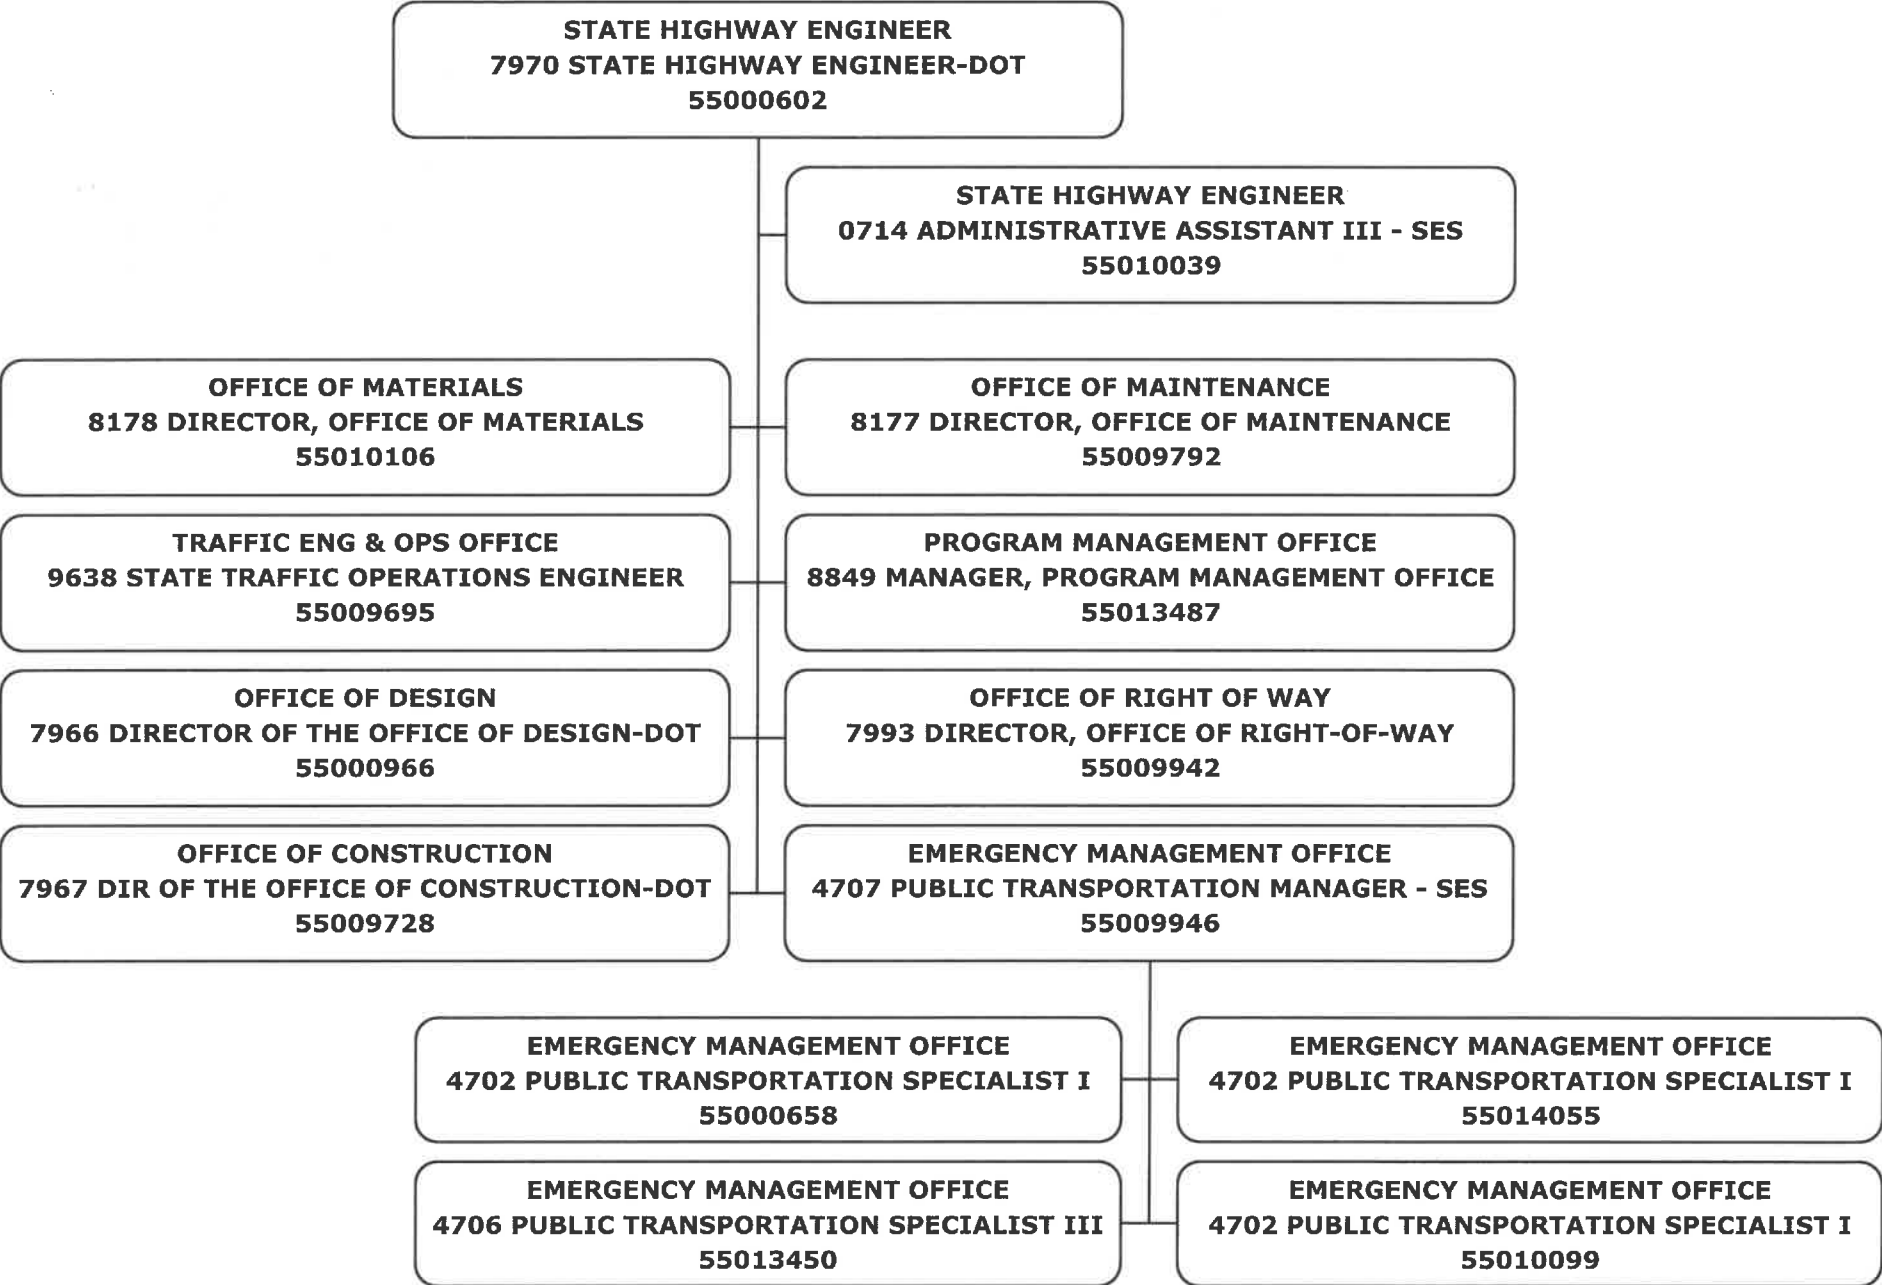 STATE HIGHWAY ENGINEER
7970 STATE HIGHWAY ENGINEER-DOT
55000602
STATE HIGHWAY ENGINEER
0714 ADMINISTRATIVE ASSISTANT III - SES
55010039
OFFICE OF MATERIALS
8178 DIRECTOR, OFFICE OF MATERIALS
55010106
OFFICE OF MAINTENANCE
8177 DIRECTOR, OFFICE OF MAINTENANCE
55009792
TRAFFIC ENG & OPS OFFICE
9638 STATE TRAFFIC OPERATIONS ENGINEER
55009695
PROGRAM MANAGEMENT OFFICE
8849 MANAGER, PROGRAM MANAGEMENT OFFICE
55013487
OFFICE OF DESIGN
7966 DIRECTOR OF THE OFFICE OF DESIGN-DOT
55000966
OFFICE OF RIGHT OF WAY
7993 DIRECTOR, OFFICE OF RIGHT-OF-WAY
55009942
OFFICE OF CONSTRUCTION
7967 DIR OF THE OFFICE OF CONSTRUCTION-DOT
55009728
EMERGENCY MANAGEMENT OFFICE
4707 PUBLIC TRANSPORTATION MANAGER - SES
55009946
EMERGENCY MANAGEMENT OFFICE
4702 PUBLIC TRANSPORTATION SPECIALIST I
55000658
EMERGENCY MANAGEMENT OFFICE
4702 PUBLIC TRANSPORTATION SPECIALIST I
55014055
EMERGENCY MANAGEMENT OFFICE
4706 PUBLIC TRANSPORTATION SPECIALIST III
55013450
EMERGENCY MANAGEMENT OFFICE
4702 PUBLIC TRANSPORTATION SPECIALIST I
55010099